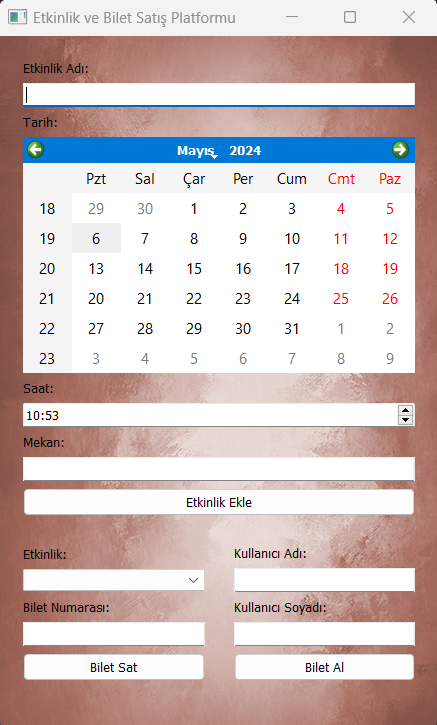 Etkinlik ve Bilet Satış Platformu
Etkinlik Adı:
Tarih:
Mayıs 2024
Pzt Sal Çar Per Cum Cmt Paz
18 29 30 1 2 3 4 5
19 6 7 8 9 10 11 12
20 13 14 15 16 17 18 19
21 20 21 22 23 24 25 26
22 27 28 29 30 31 1 2
23 3 4 5 6 7 8 9
Saat:
10:53
Mekan:
Etkinlik Ekle
Etkinlik: Kullanıcı Adı:
Bilet Numarası: Kullanıcı Soyadı:
Bilet Sat Bilet Al